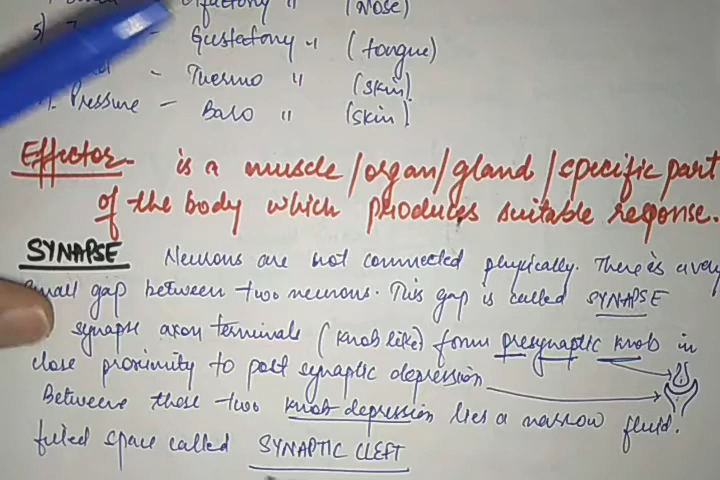 Olfactory " (Nose)
5) - Gustatony " (tongue)
- Thermo " (skin)
Pressure - Baro " (skin)
Effector is a muscle/organ/gland/specific part
of the body which produces suitable response.
SYNAPSE Neurons are not connected physically. There is a very
small gap between two neurons. This gap is called SYNAPSE
synapse axon terminals (knob like) form presynaptic knob in
close proximity to post synaptic depression
Between these two knob depression lies a narrow fluid.
filled space called SYNAPTIC CLEFT